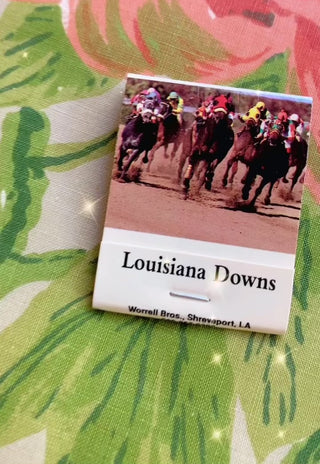 Louisiana Downs
Worrell Bros., Shreveport, LA